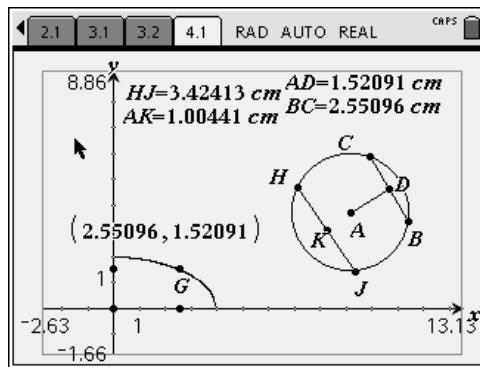 2.1 3.1 3.2 4.1 RAD AUTO REAL CAPS
y
8.86
HJ=3.42413 cm AD=1.52091 cm
AK=1.00441 cm BC=2.55096 cm
C
H
D
(2.55096,1.52091)
K A B
1 G
J
x
-2.63 1 13.13
-1.66